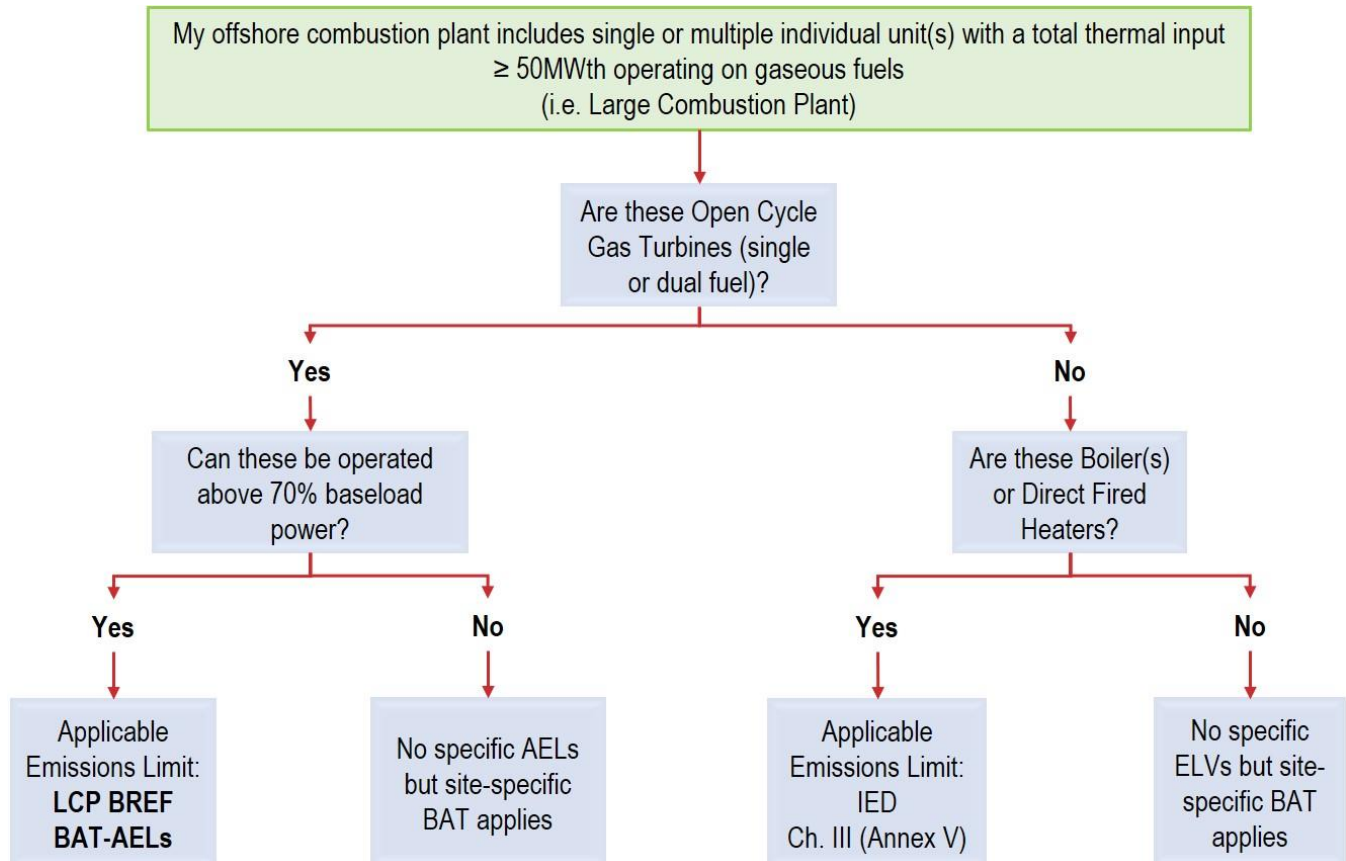 My offshore combustion plant includes single or multiple individual unit(s) with a total thermal input
≥ 50MWth operating on gaseous fuels
(i.e. Large Combustion Plant)
Are these Open Cycle
Gas Turbines (single
or dual fuel)?
Yes
No
Can these be operated
above 70% baseload
power?
Are these Boiler(s)
or Direct Fired
Heaters?
Yes
No
Yes
No
Applicable
Emissions Limit:
LCP BREF
BAT-AELs
No specific AELs
but site-specific
BAT applies
Applicable
Emissions Limit:
IED
Ch. III (Annex V)
No specific
ELVs but site-
specific BAT
applies